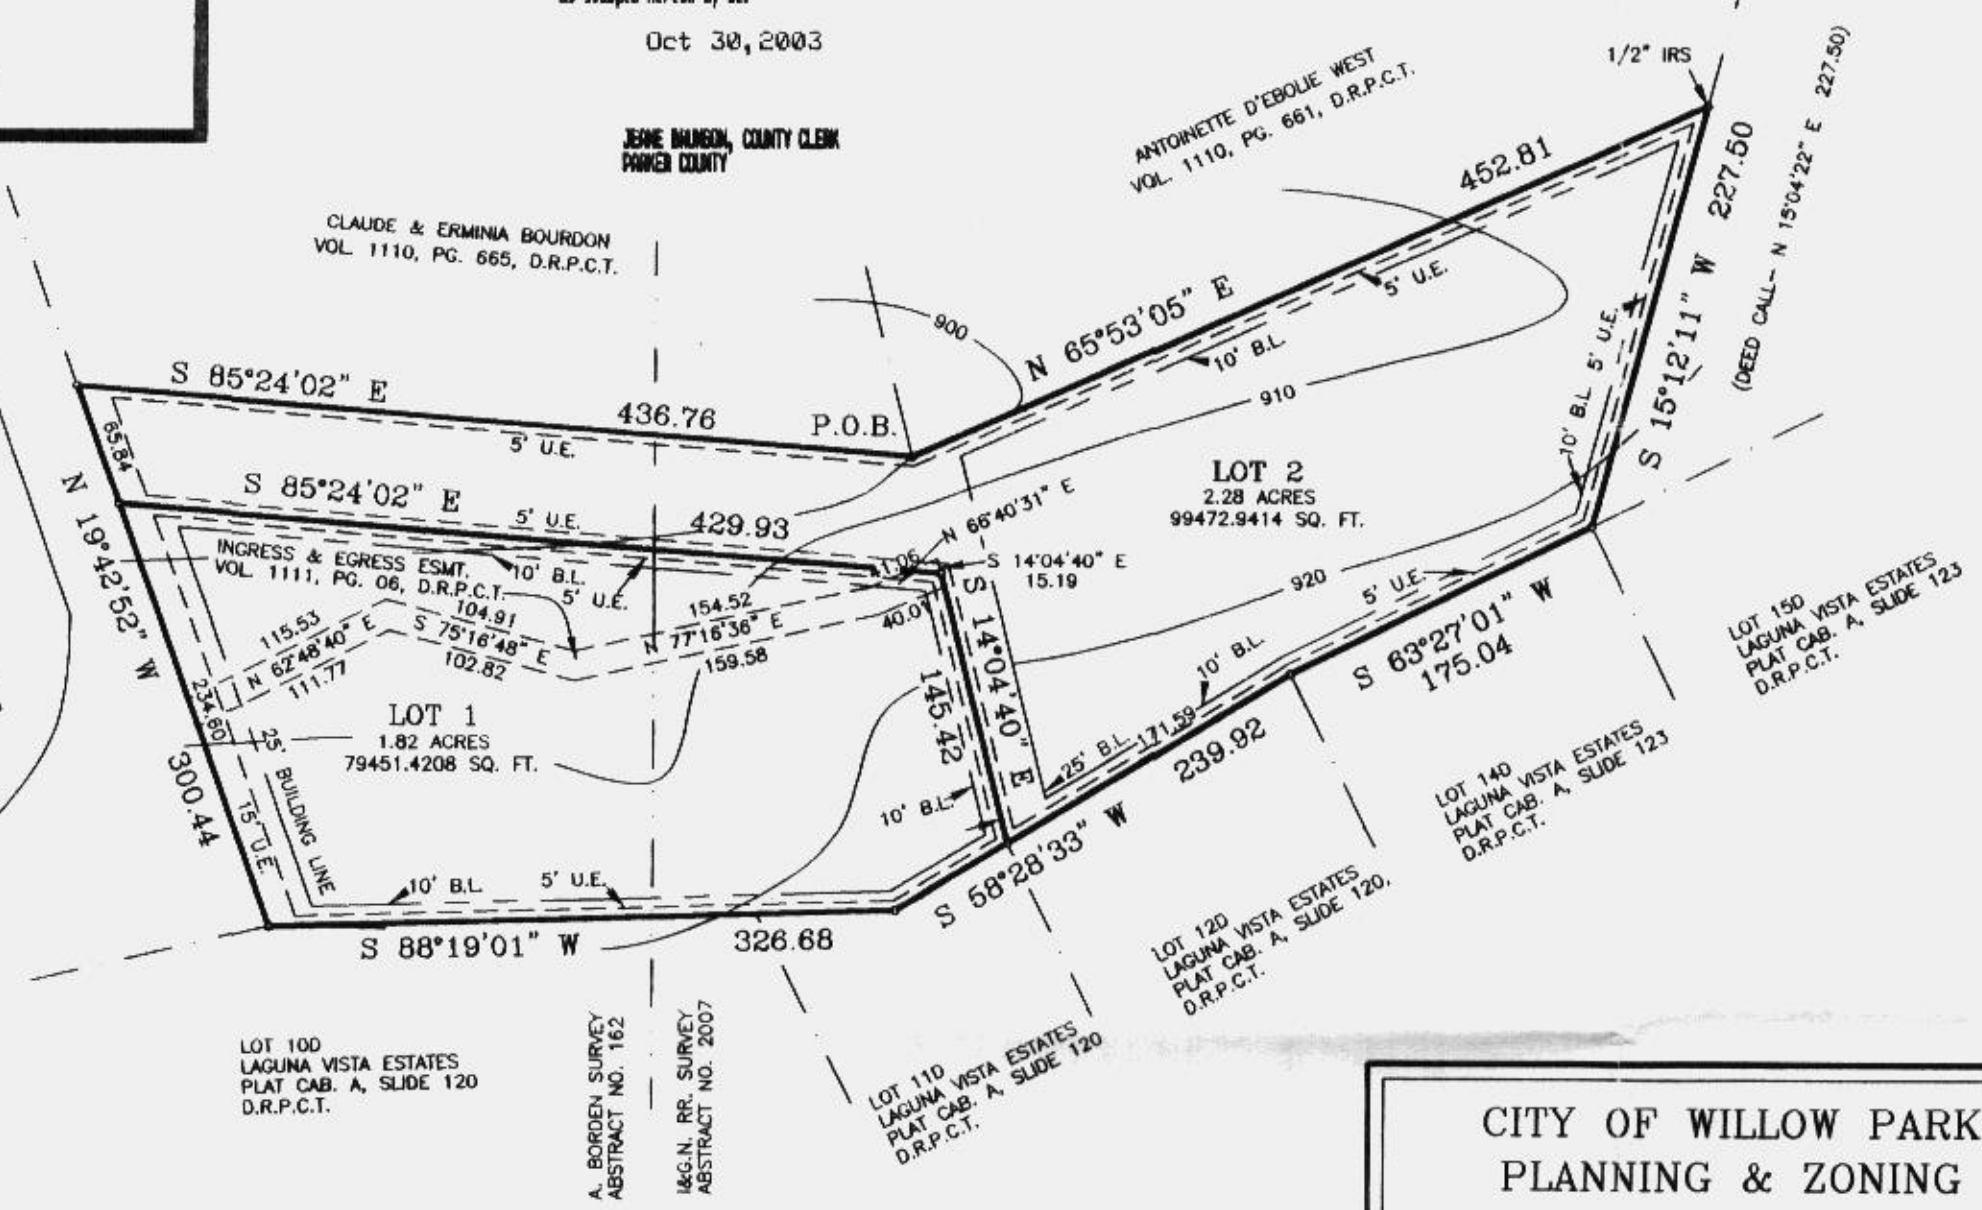 Oct 30,2003
JEANE BRUNSON, COUNTY CLERK
PARKER COUNTY
CLAUDE & ERMINIA BOURDON
VOL. 1110, PG. 665, D.R.P.C.T.
ANTOINETTE D'EBOLIE WEST
VOL. 1110, PG. 661, D.R.P.C.T.
1/2" IRS
452.81
N 65°53'05" E
S 15°12'11" W 227.50
(DEED CALL- N 15°04'22" E 227.50)
900
910
920
5' U.E.
10' B.L.
10' B.L. 5' U.E.
S 85°24'02" E
436.76
P.O.B.
5' U.E.
65.84
N 19°42'52" W
300.44
234.60
S 85°24'02" E
5' U.E.
429.93
INGRESS & EGRESS ESMT.
VOL. 1111, PG. 06, D.R.P.C.T.
10' B.L.
5' U.E.
41.06
N 66°40'31" E
S 14°04'40" E
15.19
115.53
N 62°48'40" E
111.77
104.91
S 75°16'48" E
102.82
154.52
N 77°16'36" E
159.58
40.01
LOT 2
2.28 ACRES
99472.9414 SQ. FT.
LOT 1
1.82 ACRES
79451.4208 SQ. FT.
25' BUILDING LINE
15' U.E.
10' B.L.
5' U.E.
10' B.L.
145.42
S 14°04'40" E
25' B.L.
171.59
10' B.L.
5' U.E.
S 63°27'01" W
175.04
239.92
S 58°28'33" W
S 88°19'01" W
326.68
LOT 10D
LAGUNA VISTA ESTATES
PLAT CAB. A, SLIDE 120
D.R.P.C.T.
A. BORDEN SURVEY
ABSTRACT NO. 162
I&G.N. RR. SURVEY
ABSTRACT NO. 2007
LOT 11D
LAGUNA VISTA ESTATES
PLAT CAB. A, SLIDE 120
D.R.P.C.T.
LOT 12D
LAGUNA VISTA ESTATES
PLAT CAB. A, SLIDE 120,
D.R.P.C.T.
LOT 14D
LAGUNA VISTA ESTATES
PLAT CAB. A, SLIDE 123
D.R.P.C.T.
LOT 15D
LAGUNA VISTA ESTATES
PLAT CAB. A, SLIDE 123
D.R.P.C.T.
CITY OF WILLOW PARK
PLANNING & ZONING